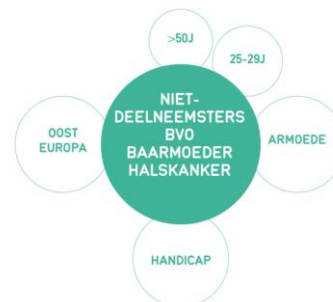 >50J
25-29J
NIET-
DEELNEEMSTERS
BVO
BAARMOEDER
HALSKANKER
OOST
EUROPA
ARMOEDE
HANDICAP